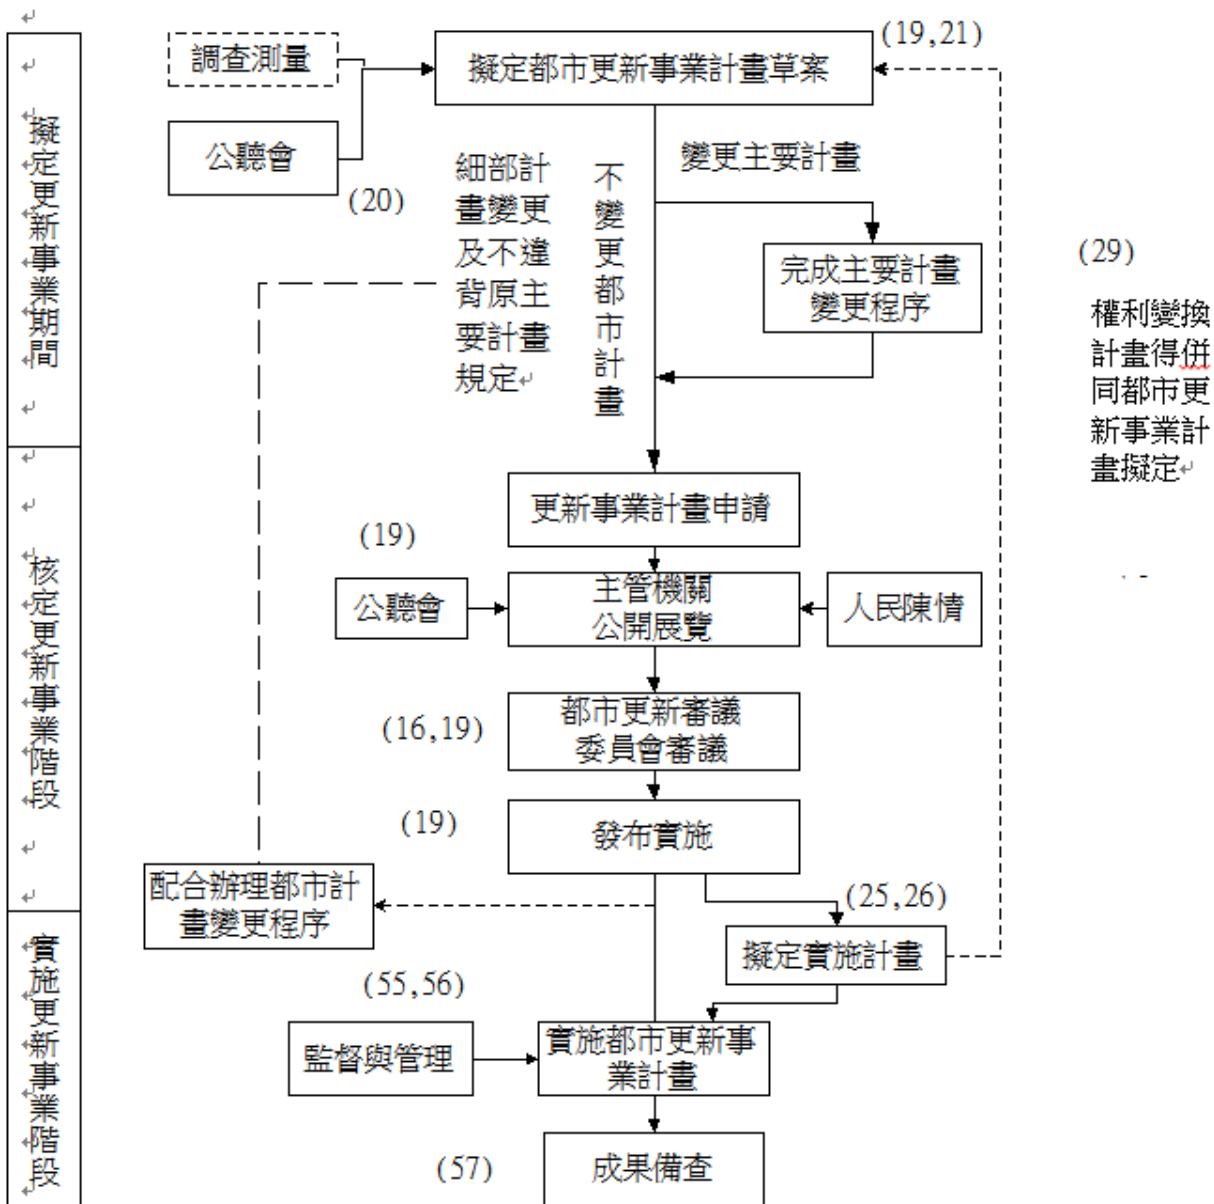 擬定更新事業期間
核定更新事業階段
實施更新事業階段
調查測量
擬定都市更新事業計畫草案
(19,21)
公聽會
(20)
細部計
畫變更
及不違
背原主
要計畫
規定
不變更都市計畫
變更主要計畫
完成主要計畫
變更程序
(29)
權利變換
計畫得併
同都市更
新事業計
畫擬定
更新事業計畫申請
(19)
公聽會
主管機關
公開展覽
人民陳情
(16,19)
都市更新審議
委員會審議
(19)
發布實施
配合辦理都市計
畫變更程序
(25,26)
擬定實施計畫
(55,56)
監督與管理
實施都市更新事
業計畫
(57)
成果備查